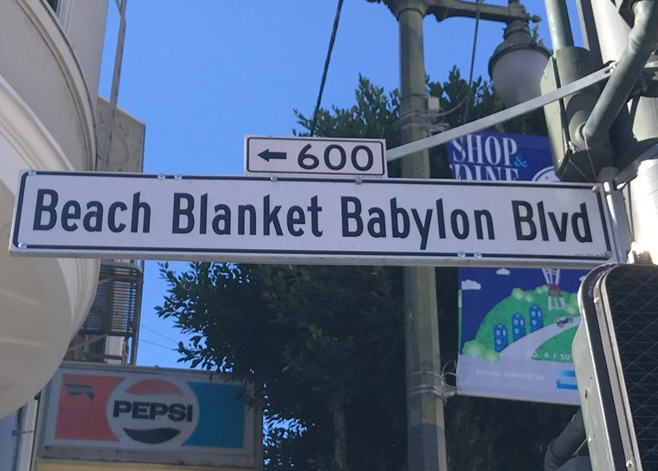 ← 600
Beach Blanket Babylon Blvd
SHOP &
DINE
PEPSI